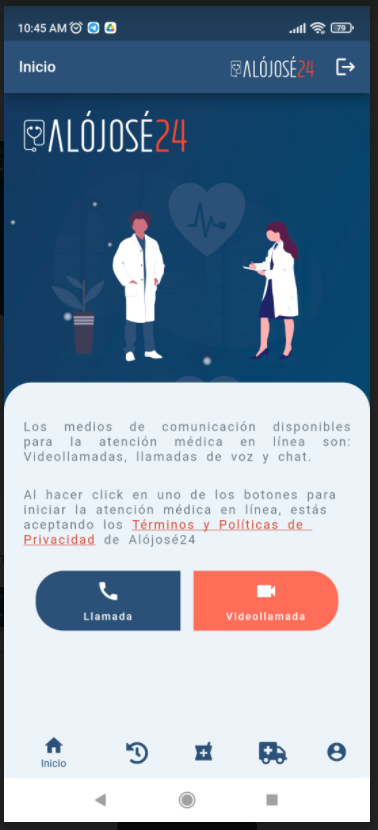 10:45 AM
79
Inicio
ALÓJOSÉ24
ALÓJOSÉ24
Los medios de comunicación disponibles
para la atención médica en línea son:
Videollamadas, llamadas de voz y chat.
Al hacer click en uno de los botones para
iniciar la atención médica en línea, estás
aceptando los Términos y Políticas de
Privacidad de Alójosé24
Llamada
Videollamada
Inicio